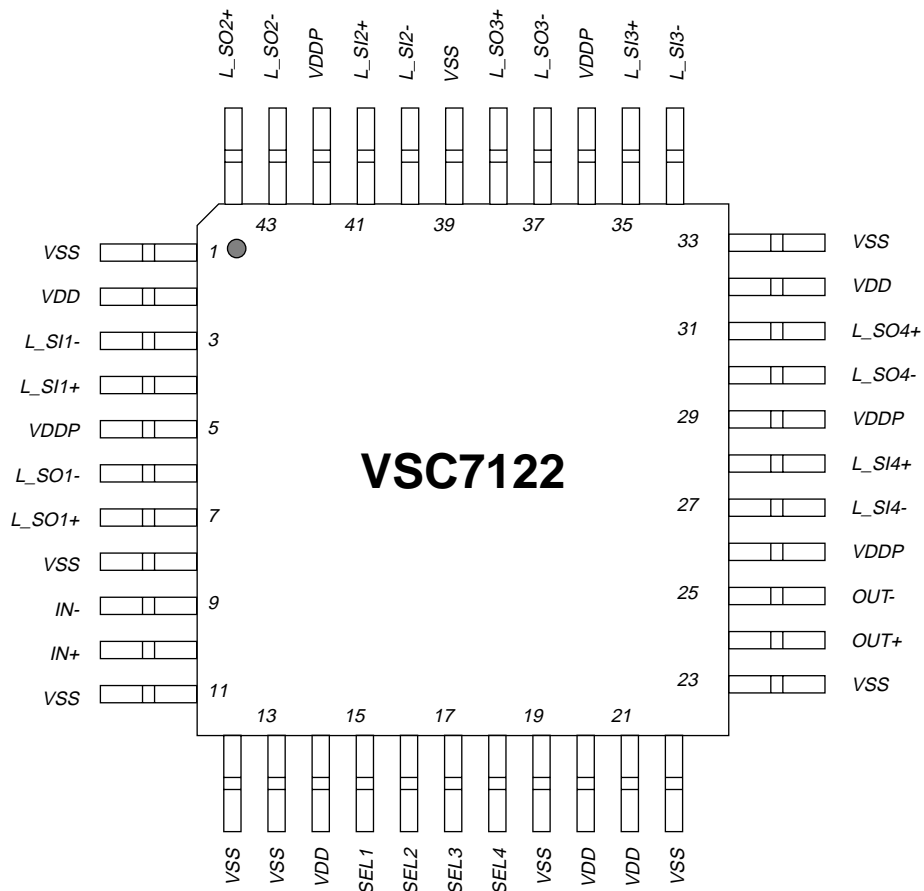 L_SO2+
L_SO2-
VDDP
L_SI2+
L_SI2-
VSS
L_SO3+
L_SO3-
VDDP
L_SI3+
L_SI3-
43 41 39 37 35
VSS 1 33 VSS
VDD VDD
L_SI1- 3 31 L_SO4+
L_SI1+ L_SO4-
VDDP 5 29 VDDP
L_SO1- L_SI4+
VSC7122
L_SO1+ 7 27 L_SI4-
VSS VDDP
IN- 9 25 OUT-
IN+ OUT+
VSS 11 23 VSS
13 15 17 19 21
VSS
VSS
VDD
SEL1
SEL2
SEL3
SEL4
VSS
VDD
VDD
VSS